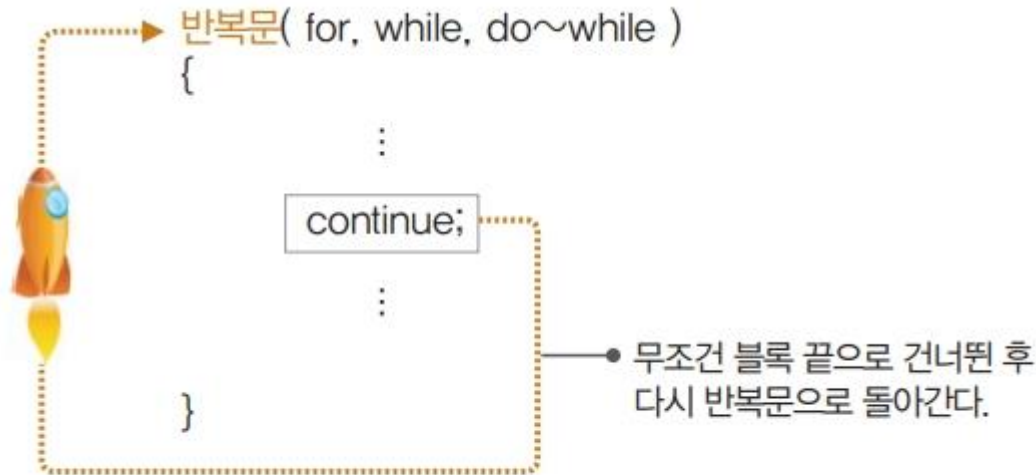 반복문( for, while, do~while )
{
⋮
continue;
⋮
무조건 블록 끝으로 건너뛴 후
다시 반복문으로 돌아간다.
}